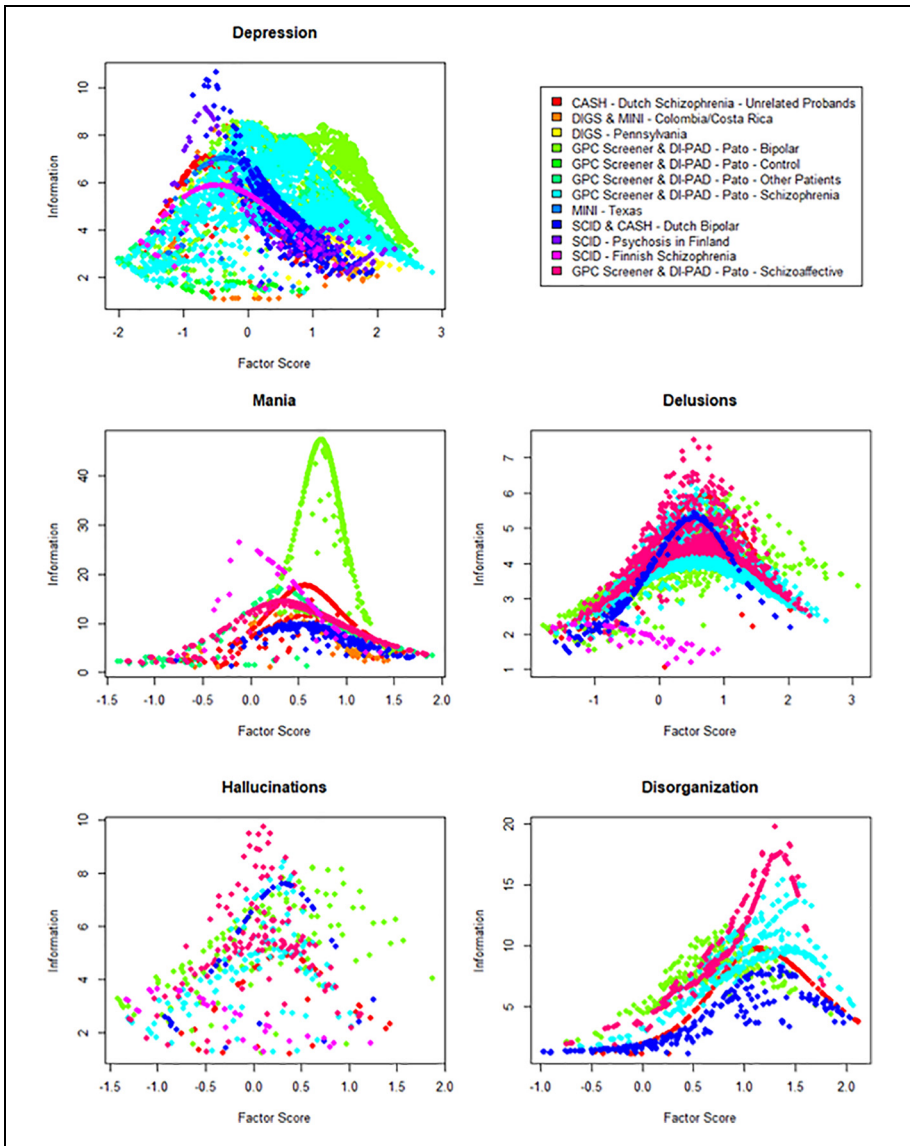 Depression
10
8
6
4
2
Information
-2
-1
0
1
2
3
Factor Score
CASH - Dutch Schizophrenia - Unrelated Probands
DIGS & MINI - Colombia/Costa Rica
DIGS - Pennsylvania
GPC Screener & DI-PAD - Pato - Bipolar
GPC Screener & DI-PAD - Pato - Control
GPC Screener & DI-PAD - Pato - Other Patients
GPC Screener & DI-PAD - Pato - Schizophrenia
MINI - Texas
SCID & CASH - Dutch Bipolar
SCID - Psychosis in Finland
SCID - Finnish Schizophrenia
GPC Screener & DI-PAD - Pato - Schizoaffective
Mania
40
30
20
10
0
Information
-1.5
-1.0
-0.5
0.0
0.5
1.0
1.5
2.0
Factor Score
Delusions
7
6
5
4
3
2
1
Information
-1
0
1
2
3
Factor Score
Hallucinations
10
8
6
4
2
Information
-1.5
-1.0
-0.5
0.0
0.5
1.0
1.5
2.0
Factor Score
Disorganization
20
15
10
5
Information
-1.0
-0.5
0.0
0.5
1.0
1.5
2.0
Factor Score